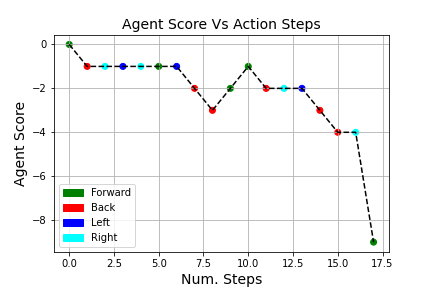 Agent Score Vs Action Steps
0
−2
−4
−6
−8
Agent Score
Forward
Back
Left
Right
0.0 2.5 5.0 7.5 10.0 12.5 15.0 17.5
Num. Steps